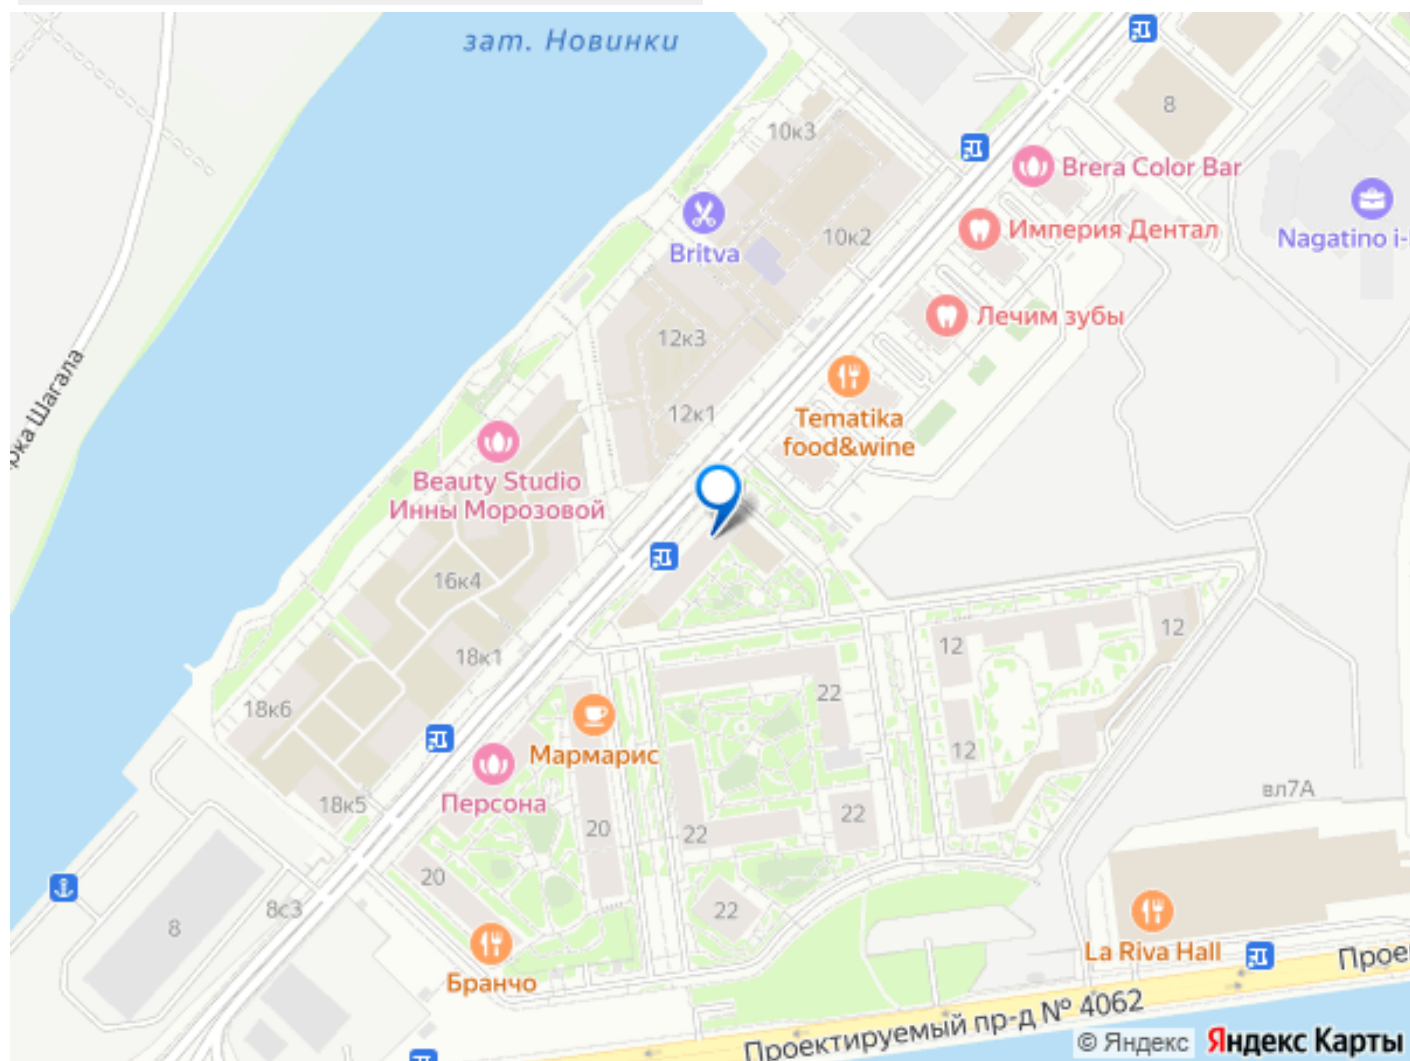 зат. Новинки
10к3
8
Brera Color Bar
Britva
10к2
Империя Дентал
Nagatino i-
Лечим зубы
12к3
рка Шагала
12к1
Tematika
food&wine
Beauty Studio
Инны Морозовой
16к4
12
12
18к1
22
18к6
Мармарис
12
Персона
18к5
вл7А
20
22
22
20
8с3
22
8
La Riva Hall
Бранчо
Прое
Проектируемый пр-д № 4062
© Яндекс Яндекс Карты